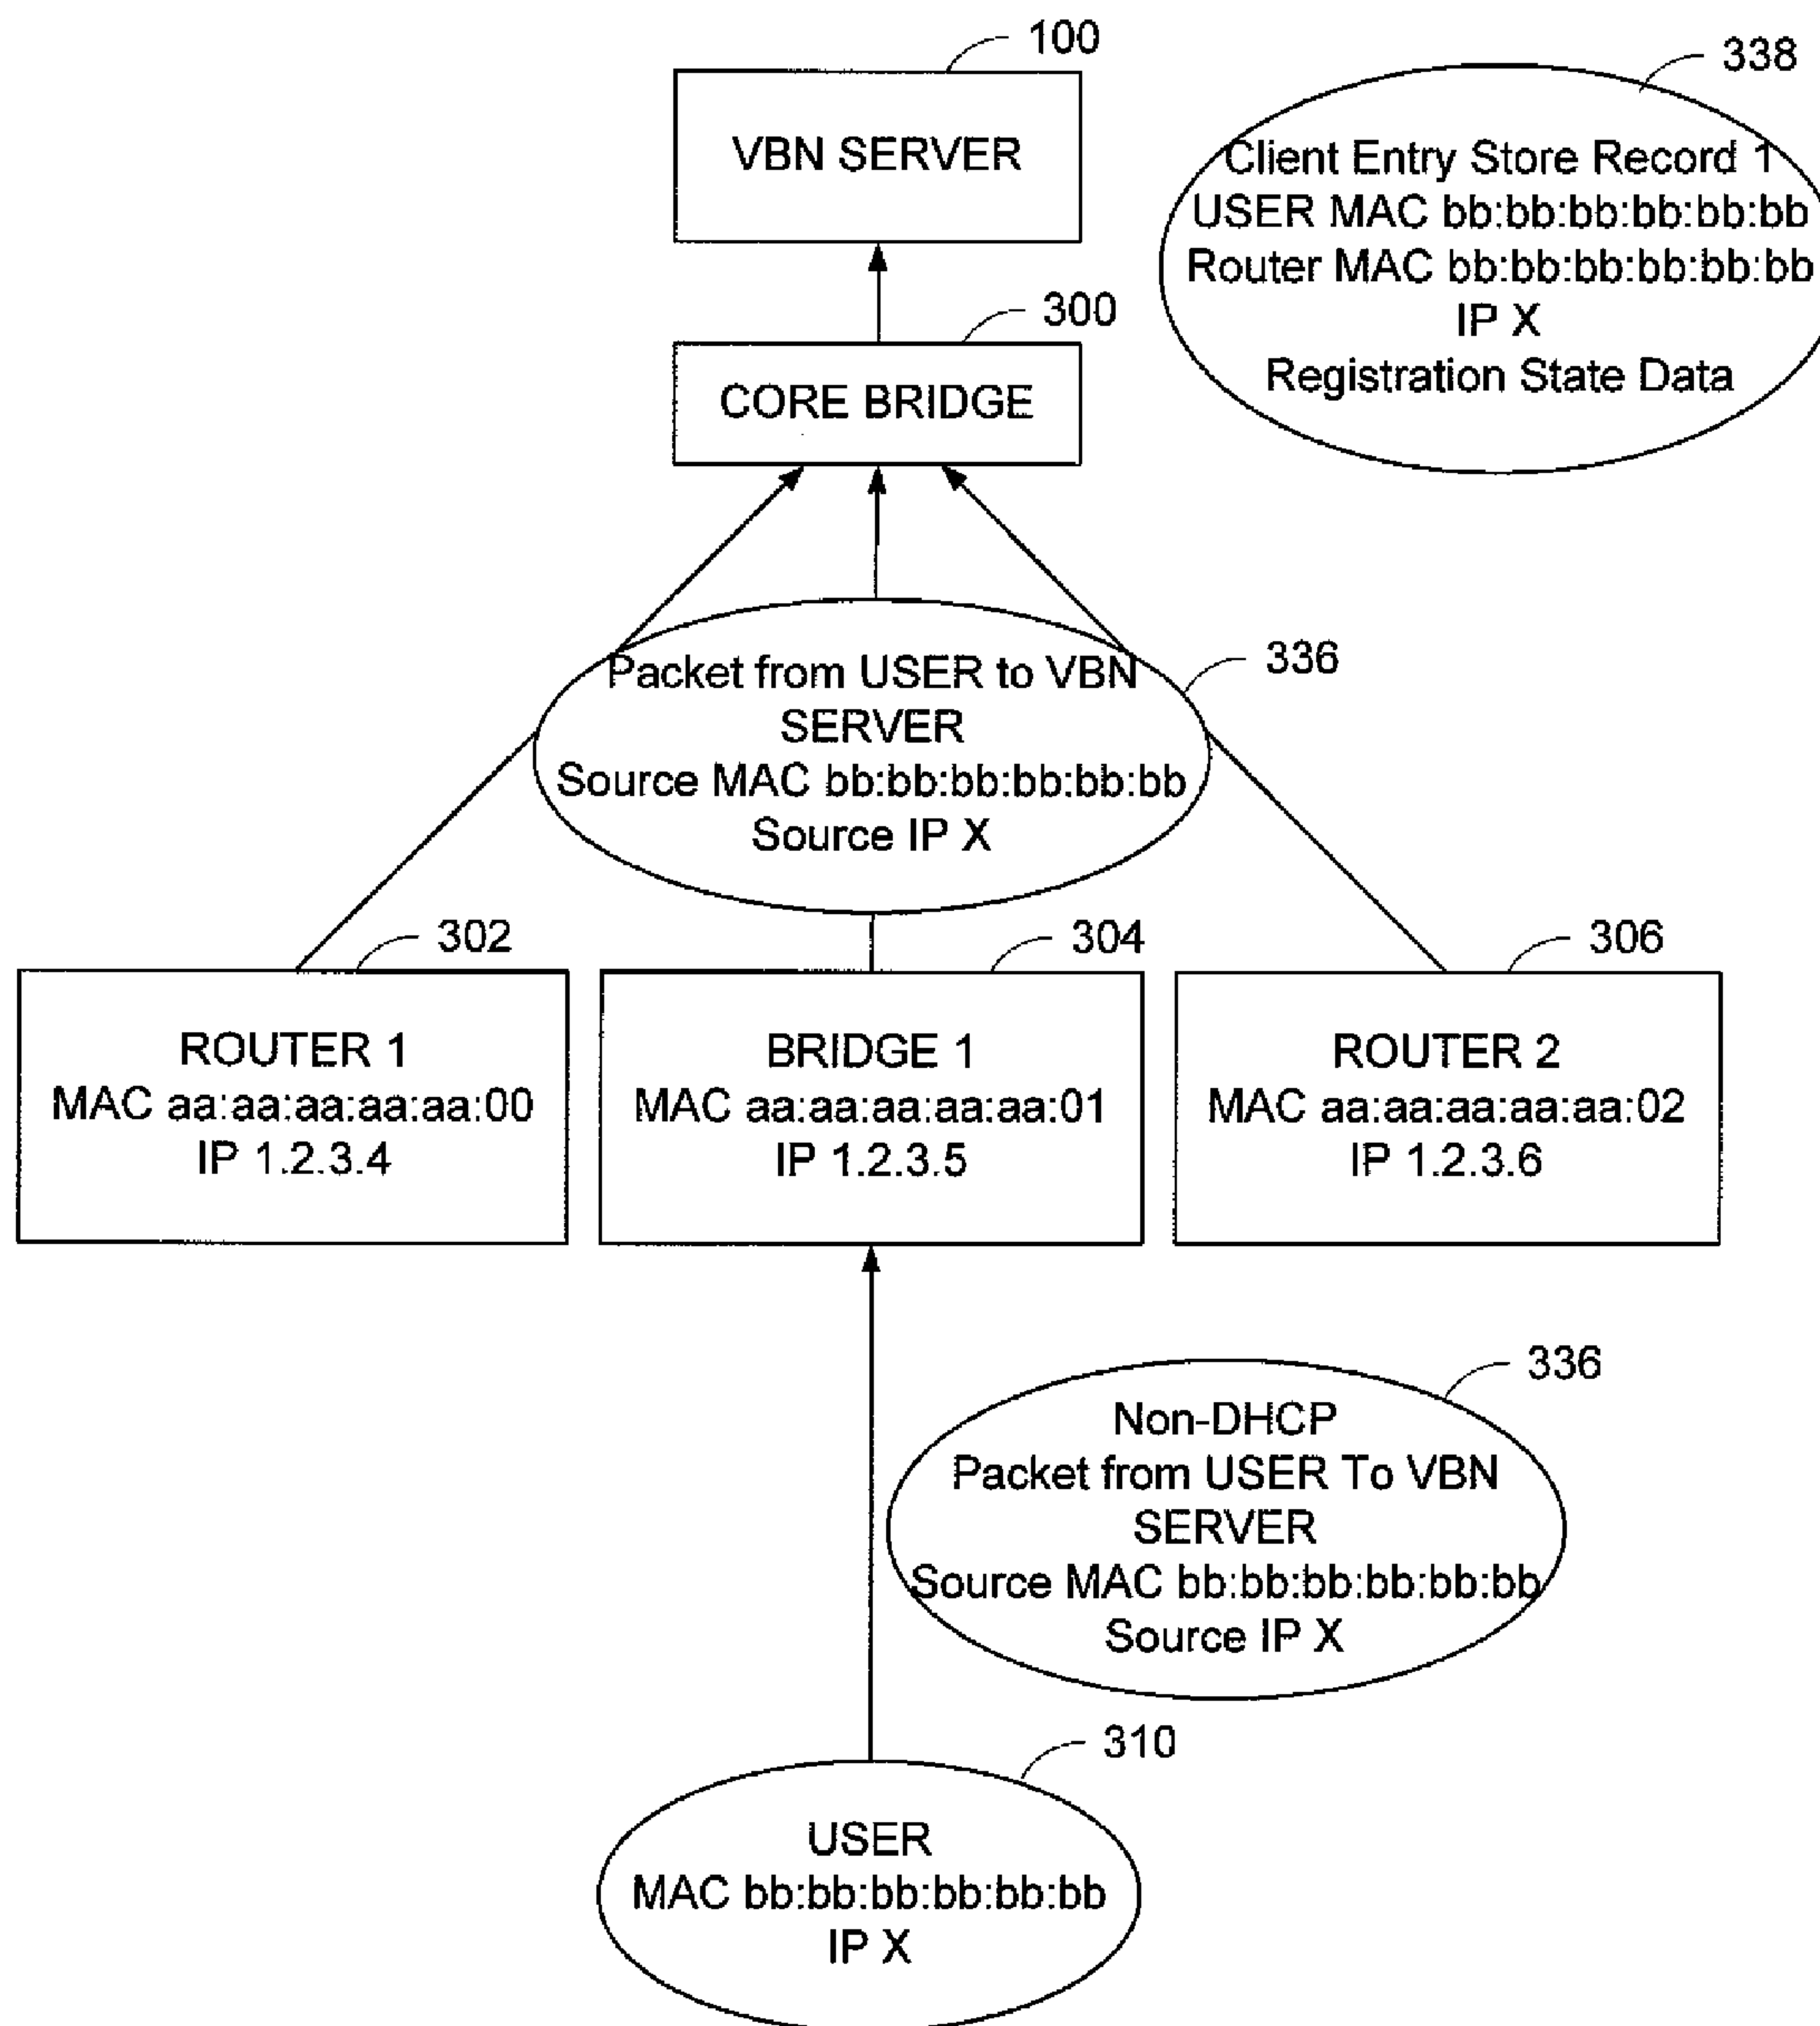 100
338
VBN SERVER
Client Entry Store Record 1
USER MAC bb:bb:bb:bb:bb:bb
Router MAC bb:bb:bb:bb:bb:bb
IP X
Registration State Data
300
CORE BRIDGE
336
Packet from USER to VBN
SERVER
Source MAC bb:bb:bb:bb:bb:bb
Source IP X
302
304
306
ROUTER 1
MAC aa:aa:aa:aa:aa:00
IP 1.2.3.4
BRIDGE 1
MAC aa:aa:aa:aa:aa:01
IP 1.2.3.5
ROUTER 2
MAC aa:aa:aa:aa:aa:02
IP 1.2.3.6
336
Non-DHCP
Packet from USER To VBN
SERVER
Source MAC bb:bb:bb:bb:bb:bb
Source IP X
310
USER
MAC bb:bb:bb:bb:bb:bb
IP X